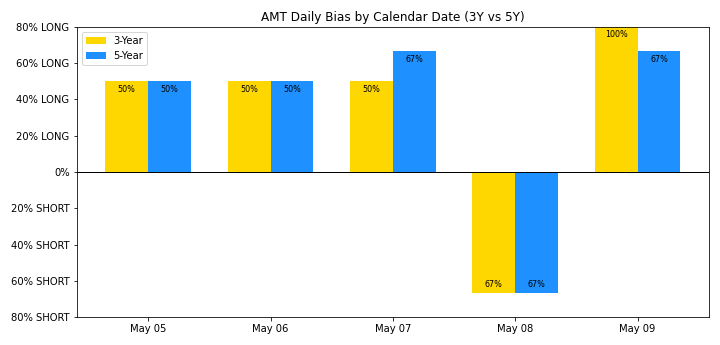 AMT Daily Bias by Calendar Date (3Y vs 5Y)
80% LONG
60% LONG
40% LONG
20% LONG
0%
20% SHORT
40% SHORT
60% SHORT
80% SHORT
3-Year
5-Year
50%
50%
50%
50%
50%
67%
67%
67%
100%
67%
May 05
May 06
May 07
May 08
May 09